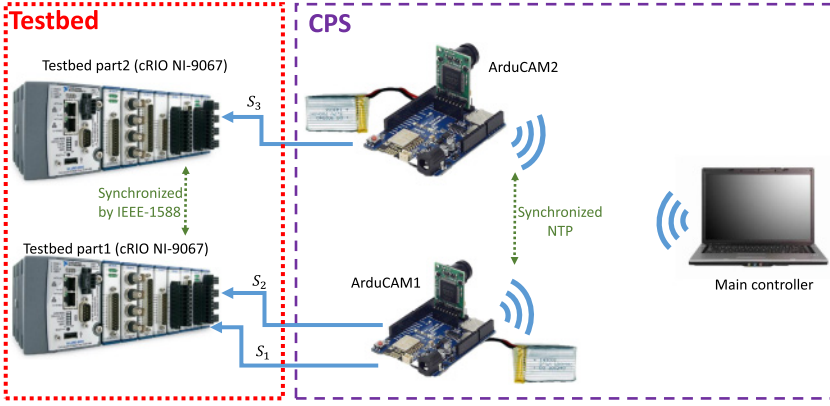 Testbed
CPS
Testbed part2 (cRIO NI-9067)
ArduCAM2
S₃
Synchronized
by IEEE-1588
Synchronized
NTP
Testbed part1 (cRIO NI-9067)
S₂
ArduCAM1
Main controller
S₁